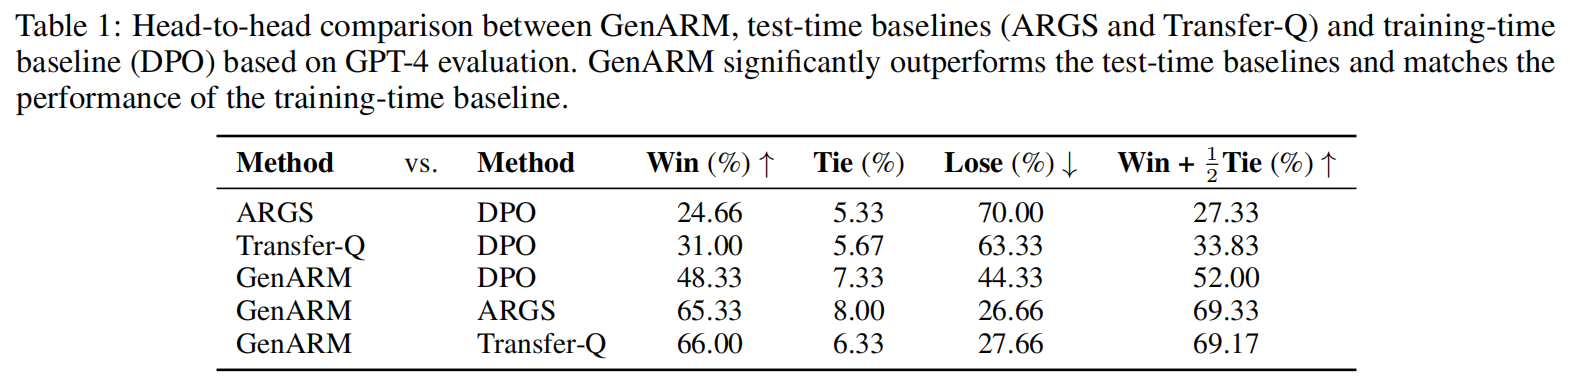 Table 1: Head-to-head comparison between GenARM, test-time baselines (ARGS and Transfer-Q) and training-time
baseline (DPO) based on GPT-4 evaluation. GenARM significantly outperforms the test-time baselines and matches the
performance of the training-time baseline.
Method vs. Method Win (%) ↑ Tie (%) Lose (%) ↓ Win + 1/2 Tie (%) ↑
ARGS DPO 24.66 5.33 70.00 27.33
Transfer-Q DPO 31.00 5.67 63.33 33.83
GenARM DPO 48.33 7.33 44.33 52.00
GenARM ARGS 65.33 8.00 26.66 69.33
GenARM Transfer-Q 66.00 6.33 27.66 69.17